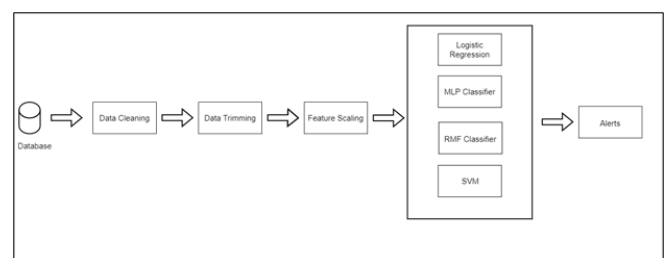 Database
Data Cleaning
Data Trimming
Feature Scaling
Logistic
Regression
MLP Classifier
RMF Classifier
SVM
Alerts